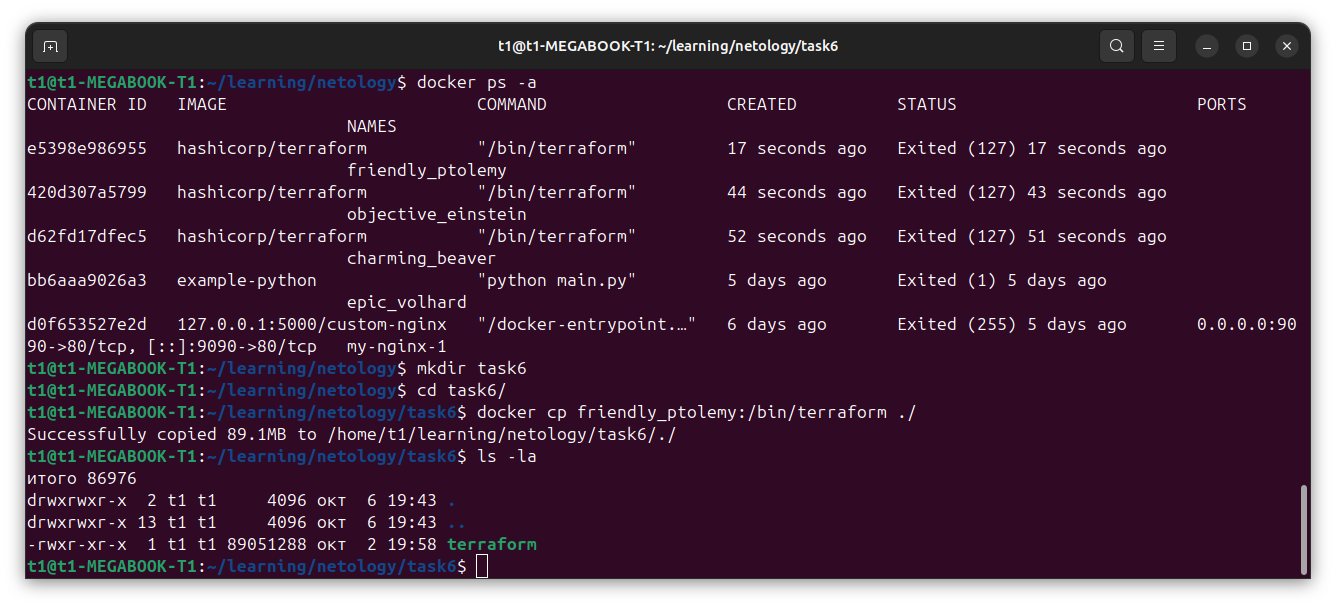 t1@t1-MEGABOOK-T1: ~/learning/netology/task6
t1@t1-MEGABOOK-T1:~/learning/netology$ docker ps -a
CONTAINER ID   IMAGE                         COMMAND                  CREATED          STATUS                        PORTS
                                NAMES
e5398e986955   hashicorp/terraform           "/bin/terraform"         17 seconds ago   Exited (127) 17 seconds ago
                                friendly_ptolemy
420d307a5799   hashicorp/terraform           "/bin/terraform"         44 seconds ago   Exited (127) 43 seconds ago
                                objective_einstein
d62fd17dfec5   hashicorp/terraform           "/bin/terraform"         52 seconds ago   Exited (127) 51 seconds ago
                                charming_beaver
bb6aaa9026a3   example-python                "python main.py"         5 days ago       Exited (1) 5 days ago
                                epic_volhard
d0f653527e2d   127.0.0.1:5000/custom-nginx   "/docker-entrypoint.…"   6 days ago       Exited (255) 5 days ago       0.0.0.0:90
90->80/tcp, [::]:9090->80/tcp   my-nginx-1
t1@t1-MEGABOOK-T1:~/learning/netology$ mkdir task6
t1@t1-MEGABOOK-T1:~/learning/netology$ cd task6/
t1@t1-MEGABOOK-T1:~/learning/netology/task6$ docker cp friendly_ptolemy:/bin/terraform ./
Successfully copied 89.1MB to /home/t1/learning/netology/task6/./
t1@t1-MEGABOOK-T1:~/learning/netology/task6$ ls -la
итого 86976
drwxrwxr-x  2 t1 t1     4096 окт  6 19:43 .
drwxrwxr-x 13 t1 t1     4096 окт  6 19:43 ..
-rwxr-xr-x  1 t1 t1 89051288 окт  2 19:58 terraform
t1@t1-MEGABOOK-T1:~/learning/netology/task6$